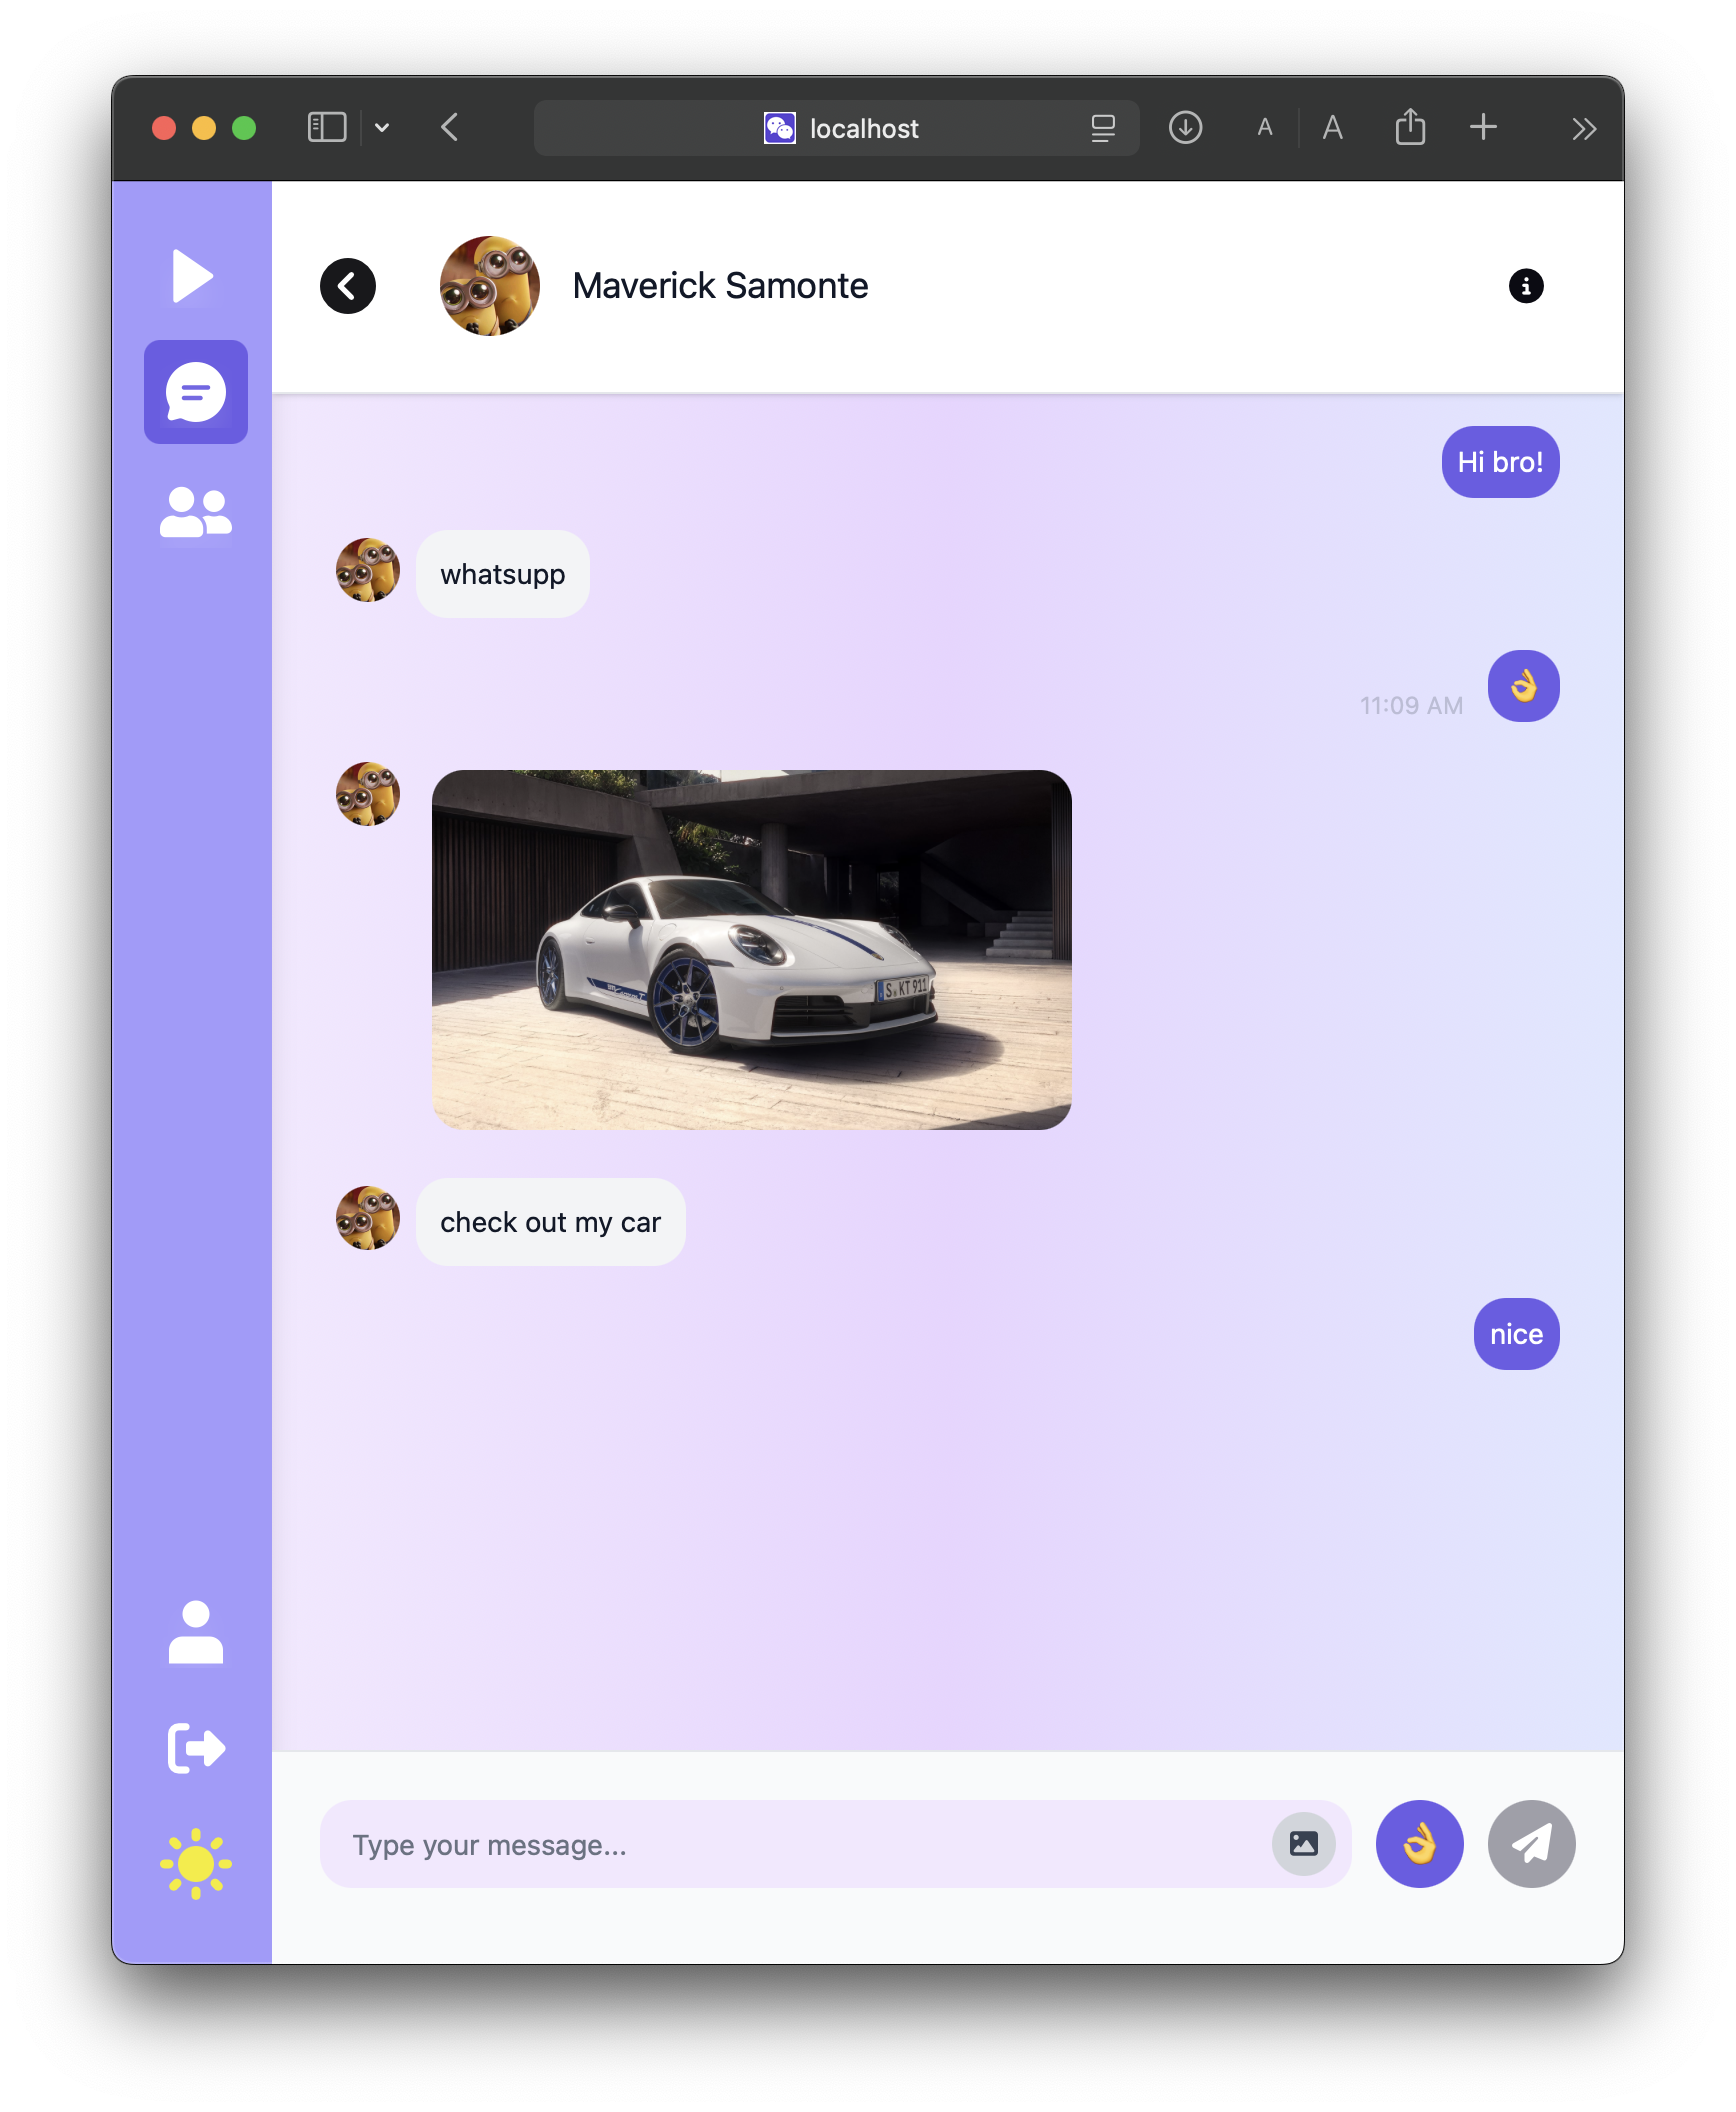 localhost
A A
Maverick Samonte
Hi bro!
whatsupp
11:09 AM 👌
S KT 911
check out my car
nice
Type your message...
👌